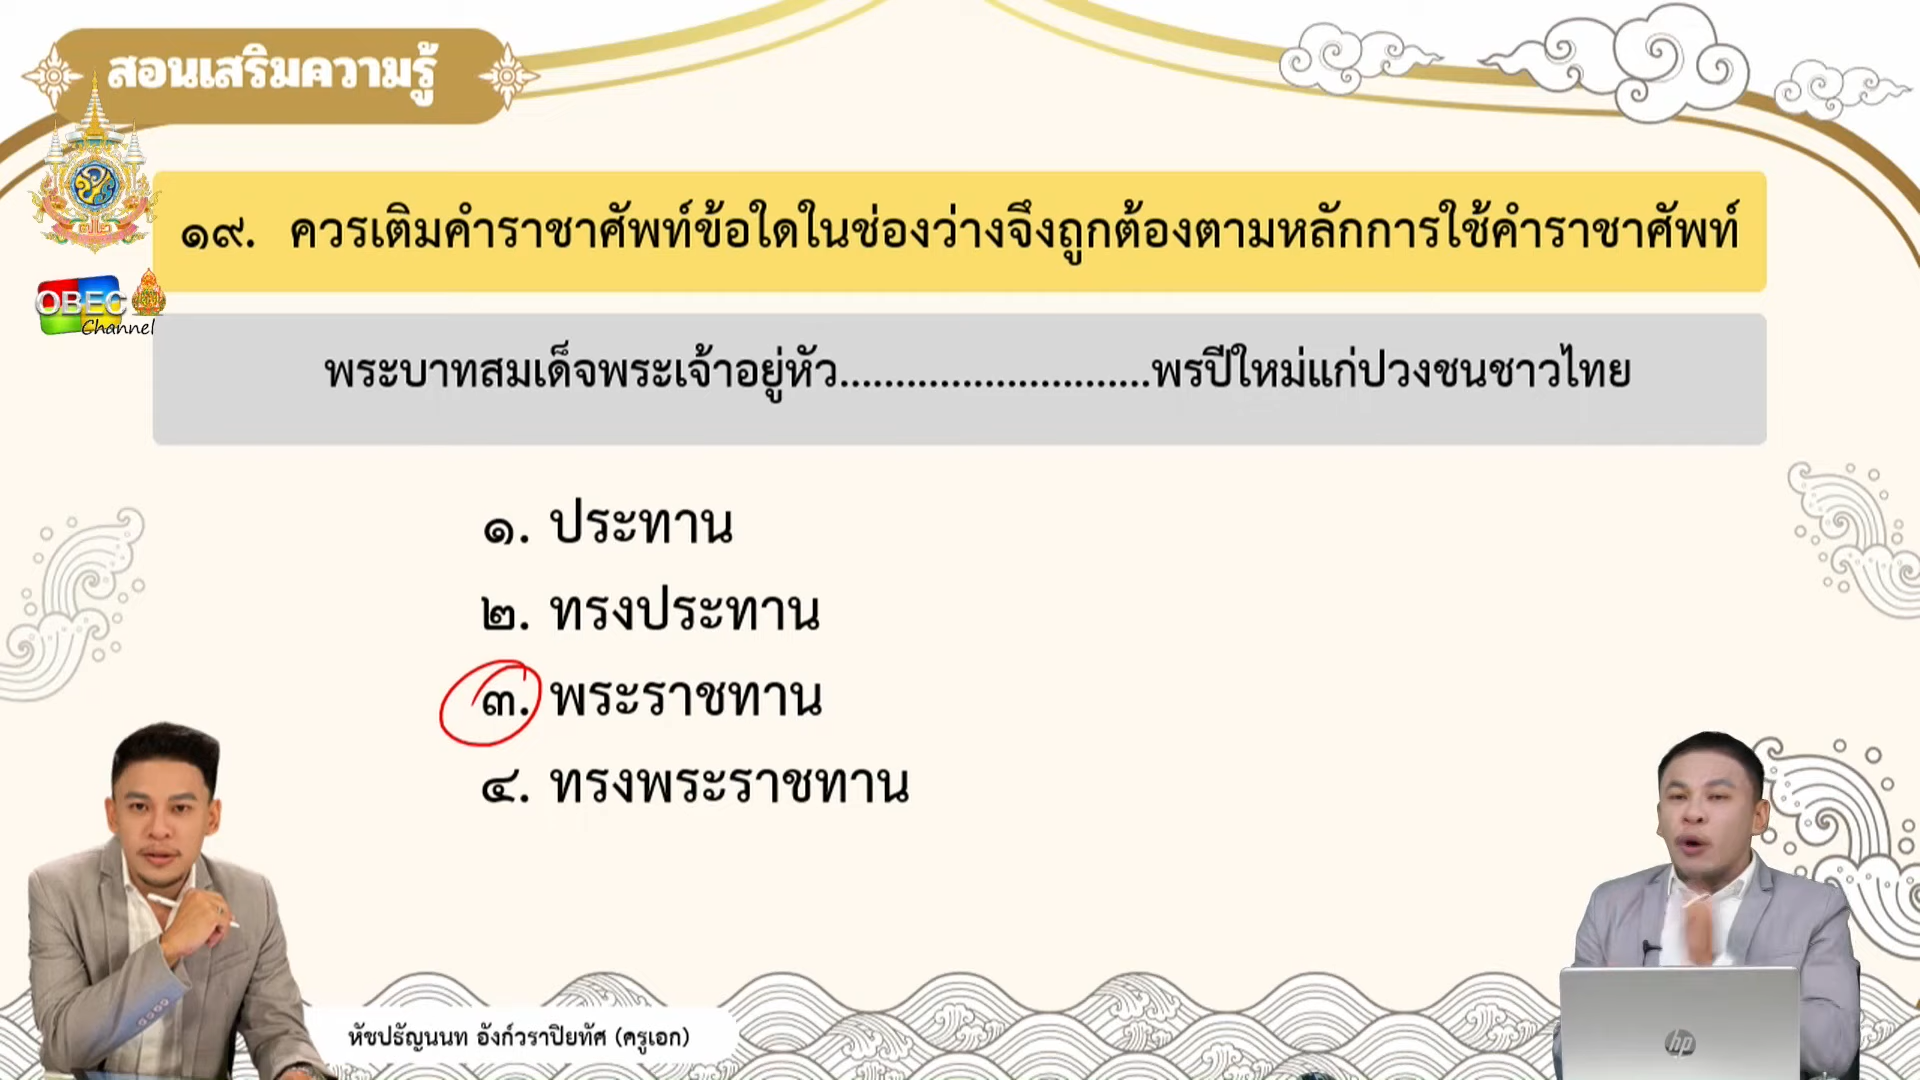 สอนเสริมความรู้
๑๙. ควรเติมคำราชาศัพท์ข้อใดในช่องว่างจึงถูกต้องตามหลักการใช้คำราชาศัพท์
OBEC
Channel
พระบาทสมเด็จพระเจ้าอยู่หัว............................พรปีใหม่แก่ปวงชนชาวไทย
๑. ประทาน
๒. ทรงประทาน
๓. พระราชทาน
๔. ทรงพระราชทาน
หัชปรัญนนท อังก์วราปิยทัศ (ครูเอก)
hp